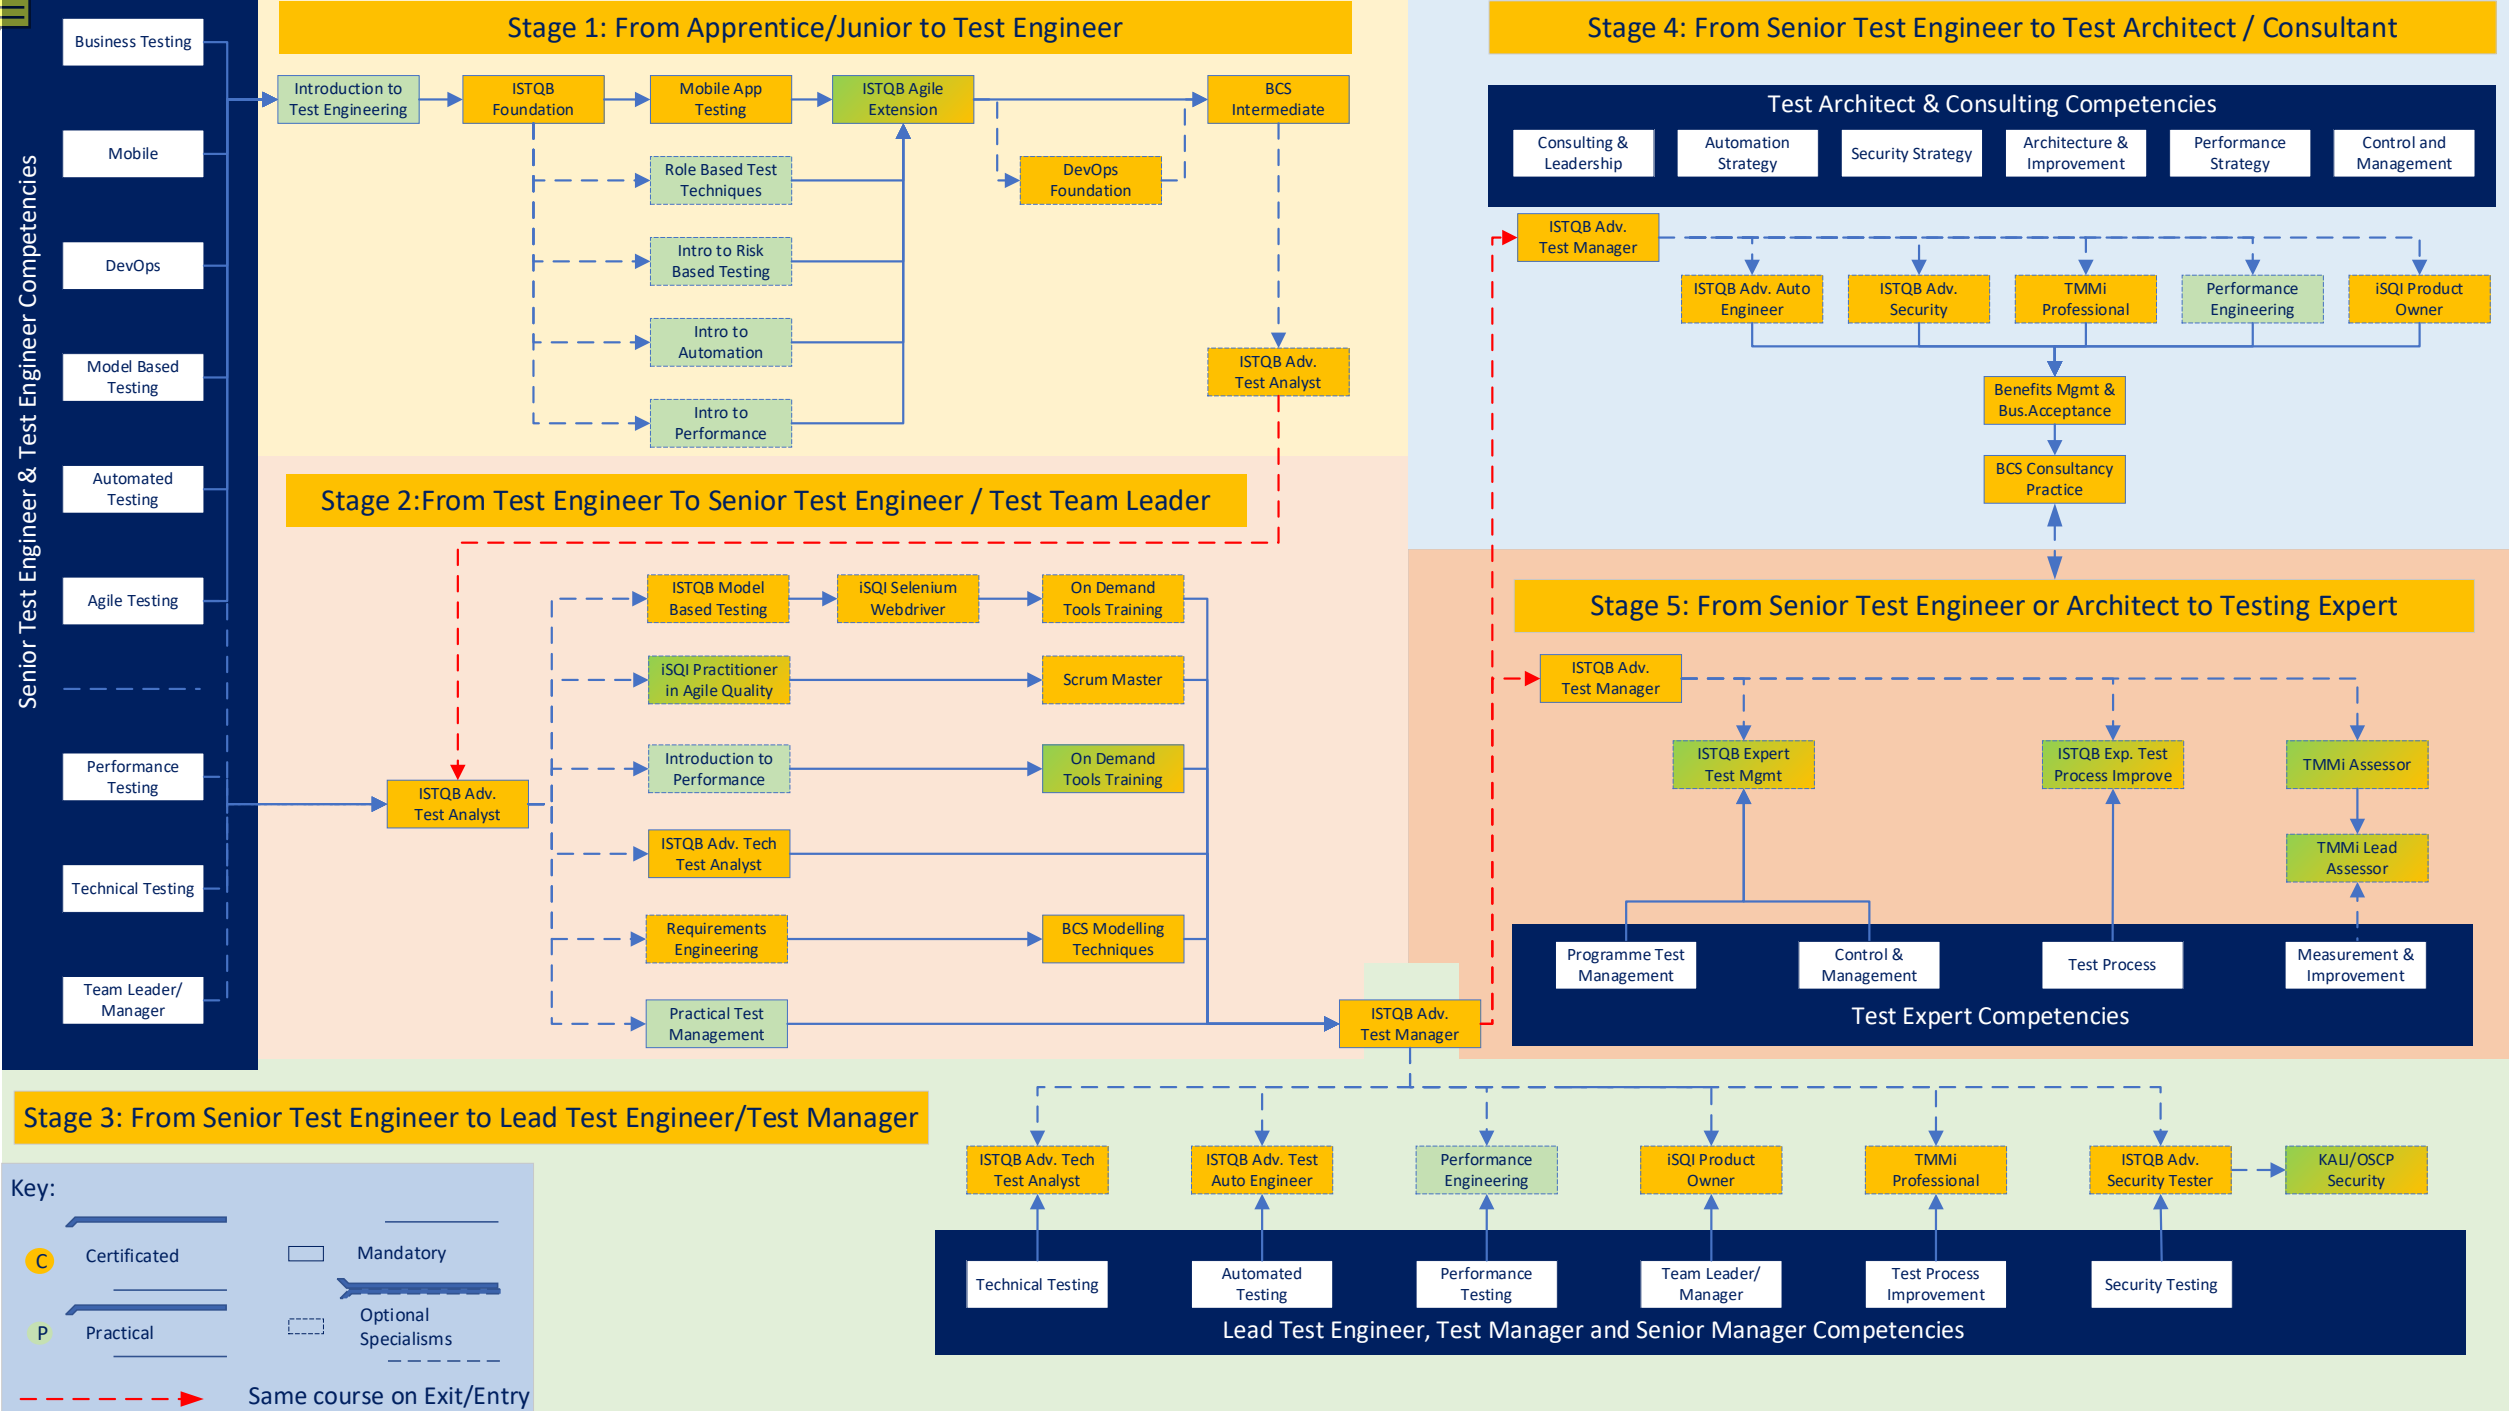 Senior Test Engineer & Test Engineer Competencies
Business Testing
Mobile
DevOps
Model Based
Testing
Automated
Testing
Agile Testing
Performance
Testing
Technical Testing
Team Leader/
Manager
Stage 1: From Apprentice/Junior to Test Engineer
Introduction to
Test Engineering
ISTQB
Foundation
Mobile App
Testing
ISTQB Agile
Extension
BCS
Intermediate
Role Based Test
Techniques
DevOps
Foundation
Intro to Risk
Based Testing
Intro to
Automation
ISTQB Adv.
Test Analyst
Intro to
Performance
Stage 2:From Test Engineer To Senior Test Engineer / Test Team Leader
ISTQB Adv.
Test Analyst
ISTQB Model
Based Testing
iSQI Selenium
Webdriver
On Demand
Tools Training
iSQI Practitioner
in Agile Quality
Scrum Master
Introduction to
Performance
On Demand
Tools Training
ISTQB Adv. Tech
Test Analyst
Requirements
Engineering
BCS Modelling
Techniques
Practical Test
Management
ISTQB Adv.
Test Manager
Stage 4: From Senior Test Engineer to Test Architect / Consultant
Test Architect & Consulting Competencies
Consulting &
Leadership
Automation
Strategy
Security Strategy
Architecture &
Improvement
Performance
Strategy
Control and
Management
ISTQB Adv.
Test Manager
ISTQB Adv. Auto
Engineer
ISTQB Adv.
Security
TMMi
Professional
Performance
Engineering
iSQI Product
Owner
Benefits Mgmt &
Bus.Acceptance
BCS Consultancy
Practice
Stage 5: From Senior Test Engineer or Architect to Testing Expert
ISTQB Adv.
Test Manager
ISTQB Expert
Test Mgmt
ISTQB Exp. Test
Process Improve
TMMi Assessor
TMMi Lead
Assessor
Programme Test
Management
Control &
Management
Test Process
Measurement &
Improvement
Test Expert Competencies
Stage 3: From Senior Test Engineer to Lead Test Engineer/Test Manager
ISTQB Adv. Tech
Test Analyst
ISTQB Adv. Test
Auto Engineer
Performance
Engineering
iSQI Product
Owner
TMMi
Professional
ISTQB Adv.
Security Tester
KALI/OSCP
Security
Technical Testing
Automated
Testing
Performance
Testing
Team Leader/
Manager
Test Process
Improvement
Security Testing
Lead Test Engineer, Test Manager and Senior Manager Competencies
Key:
C
Certificated
Mandatory
P
Practical
Optional
Specialisms
Same course on Exit/Entry